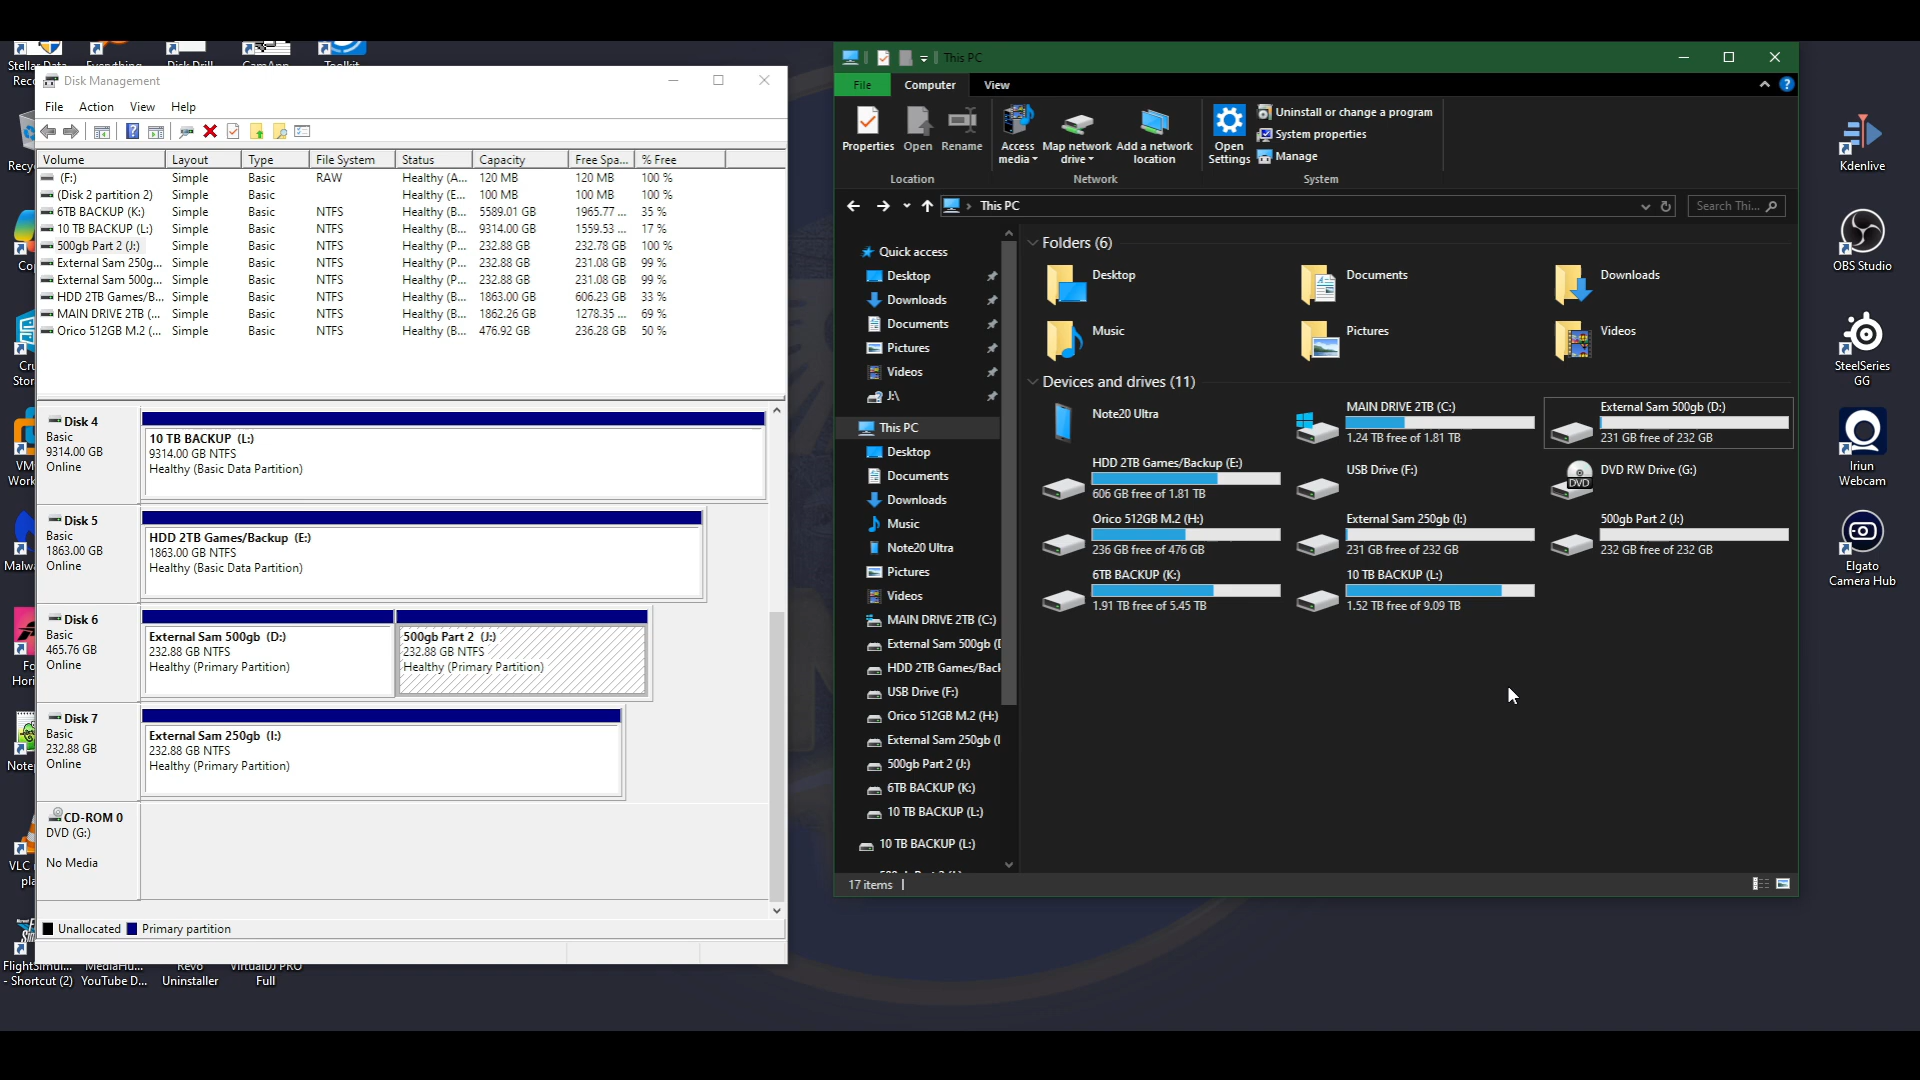 Disk Management
File Action View Help
Volume Layout Type File System Status Capacity Free Spa... % Free
(F:) Simple Basic RAW Healthy (A... 120 MB 120 MB 100 %
(Disk 2 partition 2) Simple Basic Healthy (E... 100 MB 100 MB 100 %
6TB BACKUP (K:) Simple Basic NTFS Healthy (B... 5589.01 GB 1965.77 ... 35 %
10 TB BACKUP (L:) Simple Basic NTFS Healthy (B... 9314.00 GB 1559.53 ... 17 %
500gb Part 2 (J:) Simple Basic NTFS Healthy (P... 232.88 GB 232.78 GB 100 %
External Sam 250g... Simple Basic NTFS Healthy (P... 232.88 GB 231.08 GB 99 %
External Sam 500g... Simple Basic NTFS Healthy (P... 232.88 GB 231.08 GB 99 %
HDD 2TB Games/B... Simple Basic NTFS Healthy (B... 1863.00 GB 606.23 GB 33 %
MAIN DRIVE 2TB (... Simple Basic NTFS Healthy (B... 1862.26 GB 1278.35 ... 69 %
Orico 512GB M.2 (... Simple Basic NTFS Healthy (B... 476.92 GB 236.28 GB 50 %
Disk 4
Basic
9314.00 GB
Online
10 TB BACKUP (L:)
9314.00 GB NTFS
Healthy (Basic Data Partition)
Disk 5
Basic
1863.00 GB
Online
HDD 2TB Games/Backup (E:)
1863.00 GB NTFS
Healthy (Basic Data Partition)
Disk 6
Basic
465.76 GB
Online
External Sam 500gb (D:)
232.88 GB NTFS
Healthy (Primary Partition)
500gb Part 2 (J:)
232.88 GB NTFS
Healthy (Primary Partition)
Disk 7
Basic
232.88 GB
Online
External Sam 250gb (I:)
232.88 GB NTFS
Healthy (Primary Partition)
CD-ROM 0
DVD (G:)
No Media
Unallocated Primary partition
FlightSimul...
- Shortcut (2)
MediaHu...
YouTube D...
Revo
Uninstaller
VirtualDJ PRO
Full
This PC
File Computer View
Properties
Open
Rename
Location
Access
media
Map network
drive
Add a network
location
Network
Open
Settings
Uninstall or change a program
System properties
Manage
System
This PC
Search Thi...
Quick access
Desktop
Downloads
Documents
Pictures
Videos
J:\
This PC
Desktop
Documents
Downloads
Music
Note20 Ultra
Pictures
Videos
MAIN DRIVE 2TB (C:)
External Sam 500gb (
HDD 2TB Games/Back
USB Drive (F:)
Orico 512GB M.2 (H:)
External Sam 250gb (I
500gb Part 2 (J:)
6TB BACKUP (K:)
10 TB BACKUP (L:)
10 TB BACKUP (L:)
Folders (6)
Desktop
Documents
Downloads
Music
Pictures
Videos
Devices and drives (11)
Note20 Ultra
MAIN DRIVE 2TB (C:)
1.24 TB free of 1.81 TB
External Sam 500gb (D:)
231 GB free of 232 GB
HDD 2TB Games/Backup (E:)
606 GB free of 1.81 TB
USB Drive (F:)
DVD
DVD RW Drive (G:)
Orico 512GB M.2 (H:)
236 GB free of 476 GB
External Sam 250gb (I:)
231 GB free of 232 GB
500gb Part 2 (J:)
232 GB free of 232 GB
6TB BACKUP (K:)
1.91 TB free of 5.45 TB
10 TB BACKUP (L:)
1.52 TB free of 9.09 TB
17 items
Kdenlive
OBS Studio
SteelSeries
GG
Iriun
Webcam
Elgato
Camera Hub